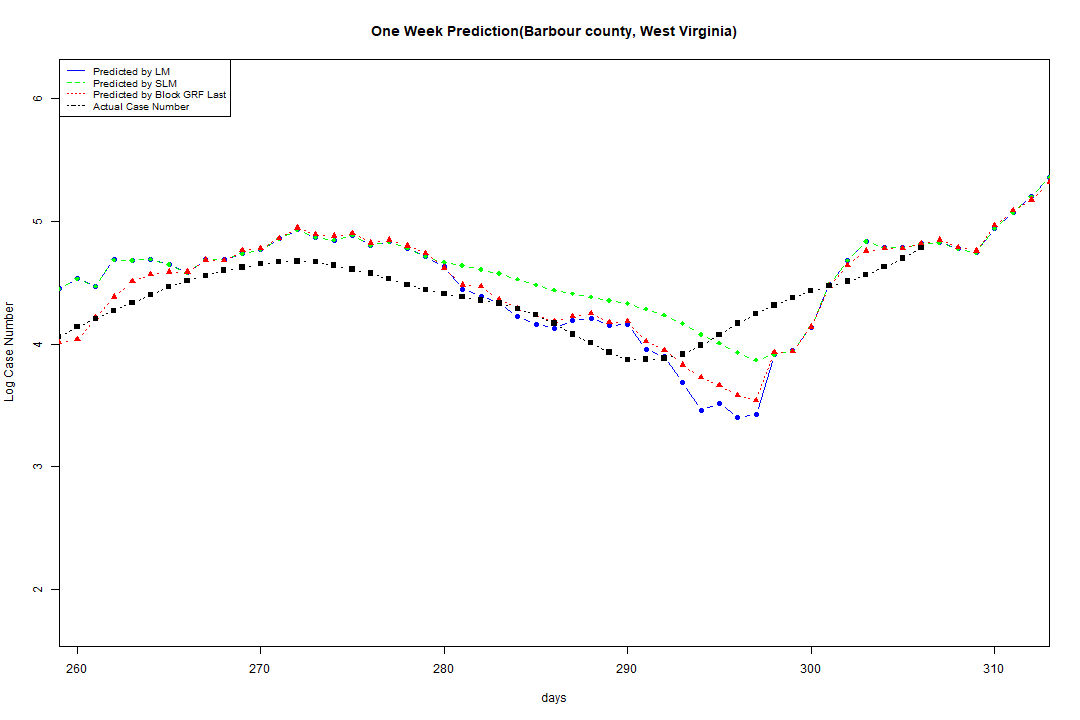 One Week Prediction(Barbour county, West Virginia)
Predicted by LM
Predicted by SLM
Predicted by Block GRF Last
Actual Case Number
6
5
4
3
2
Log Case Number
260 270 280 290 300 310
days